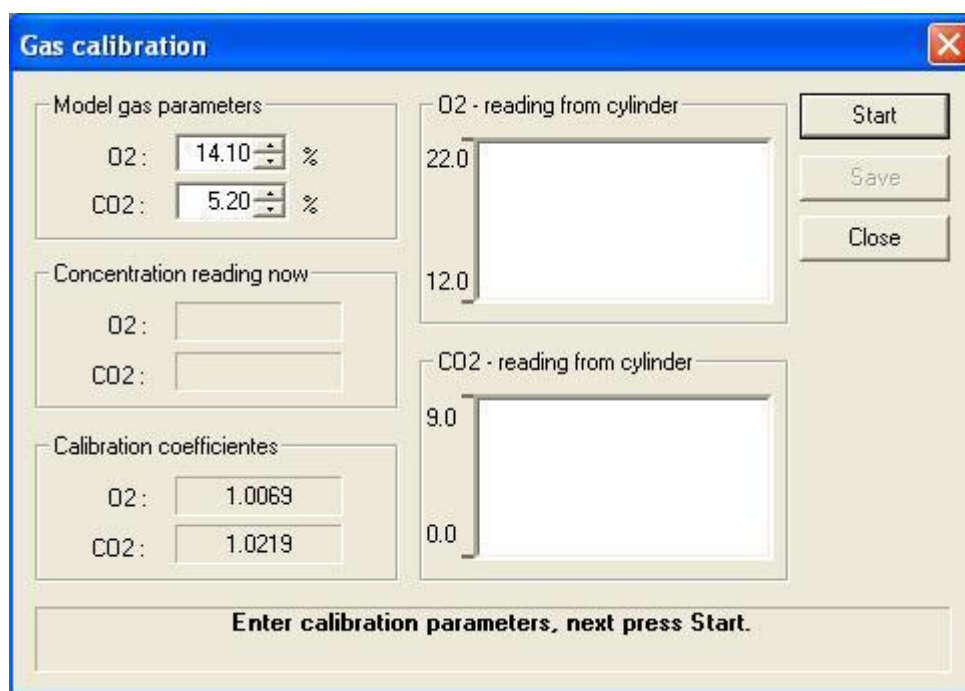 Gas calibration
Model gas parameters
O2: 14.10 %
CO2: 5.20 %
Concentration reading now
O2:
CO2:
Calibration coefficientes
O2: 1.0069
CO2: 1.0219
O2 - reading from cylinder
22.0
12.0
CO2 - reading from cylinder
9.0
0.0
Start
Save
Close
Enter calibration parameters, next press Start.